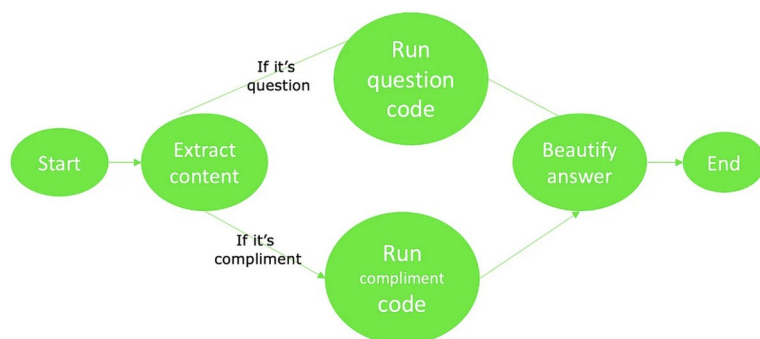 Start
Extract
content
If it's
question
Run
question
code
If it's
compliment
Run
compliment
code
Beautify
answer
End